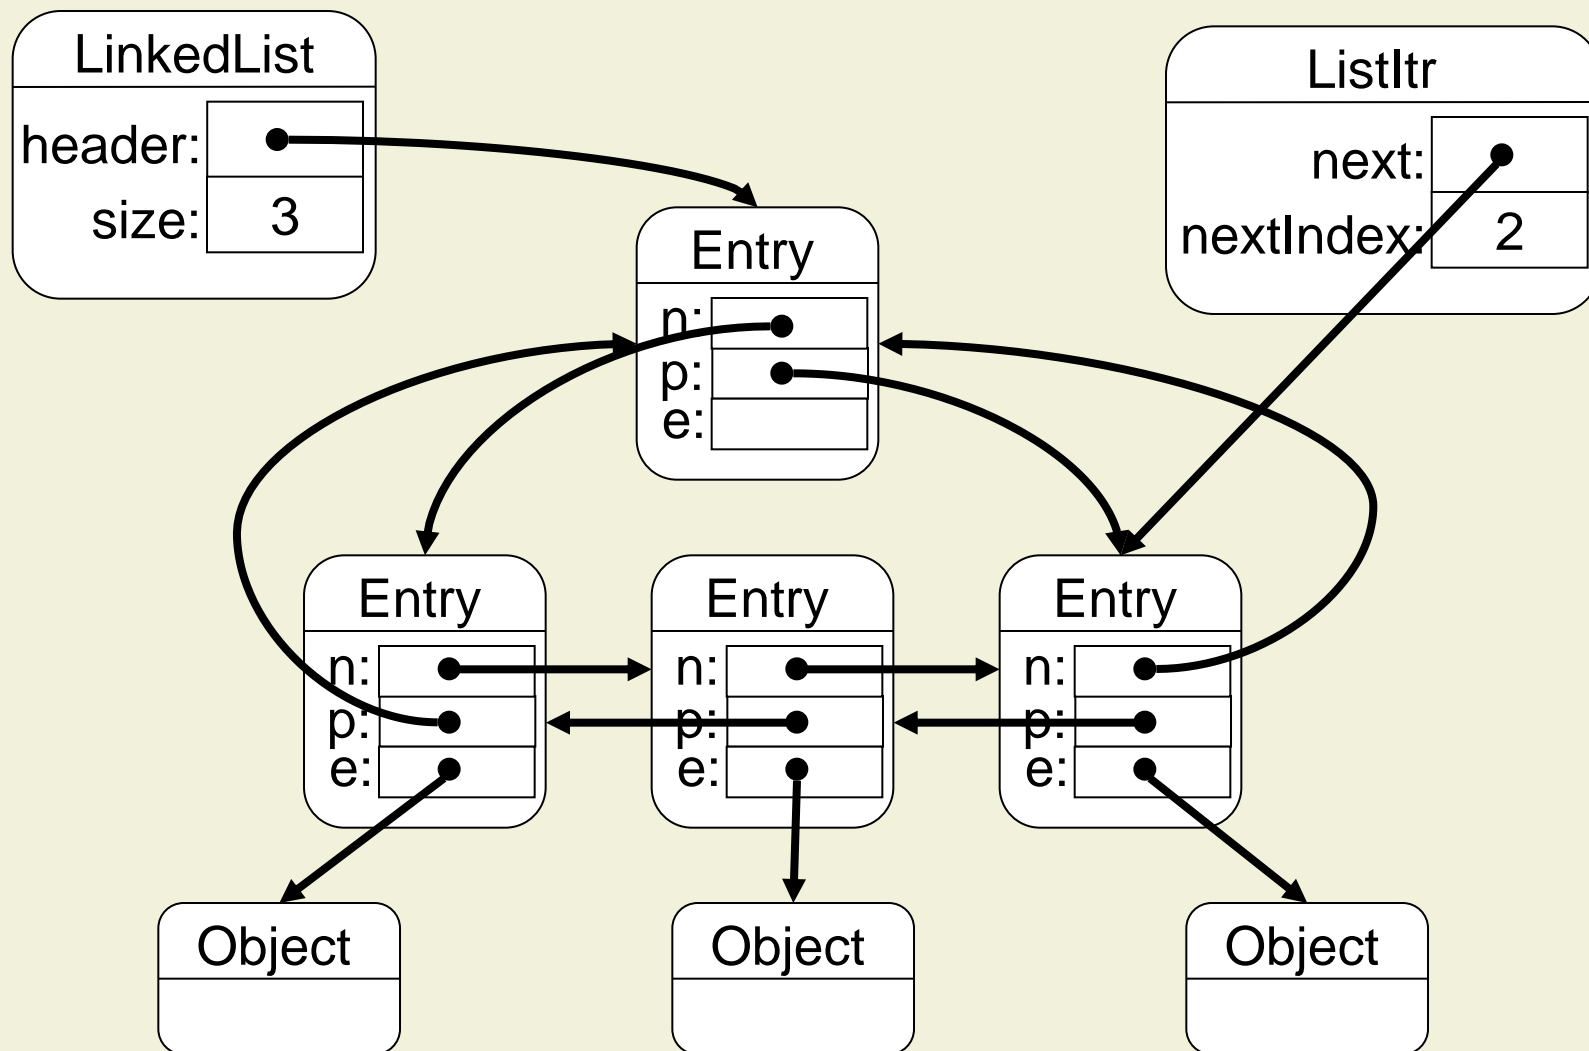 LinkedList
header:
size: 3
ListItr
next:
nextIndex: 2
Entry
n:
p:
e:
Entry
n:
p:
e:
Entry
n:
p:
e:
Entry
n:
p:
e:
Object
Object
Object